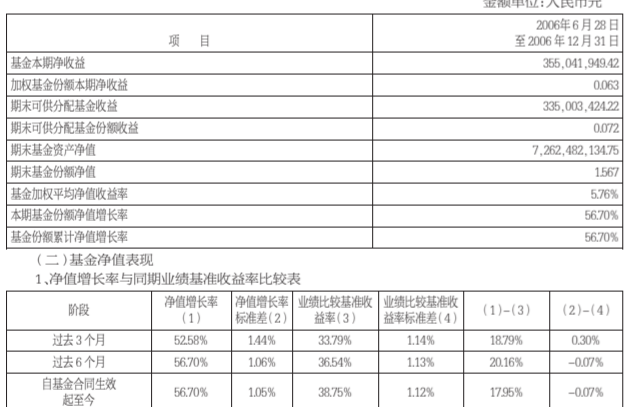 金额单位:人民币元
项 目 2006年6月28日
至2006年12月31日
基金本期净收益 355,041,949.42
加权基金份额本期净收益 0.063
期末可供分配基金收益 335,003,424.22
期末可供分配基金份额收益 0.072
期末基金资产净值 7,262,482,134.75
期末基金份额净值 1.567
基金加权平均净值收益率 5.76%
本期基金份额净值增长率 56.70%
基金份额累计净值增长率 56.70%
(二)基金净值表现
1、净值增长率与同期业绩基准收益率比较表
阶段 净值增长率(1) 净值增长率标准差(2) 业绩比较基准收益率(3) 业绩比较基准收益率标准差(4) (1)-(3) (2)-(4)
过去3个月 52.58% 1.44% 33.79% 1.14% 18.79% 0.30%
过去6个月 56.70% 1.06% 36.54% 1.13% 20.16% -0.07%
自基金合同生效起至今 56.70% 1.05% 38.75% 1.12% 17.95% -0.07%